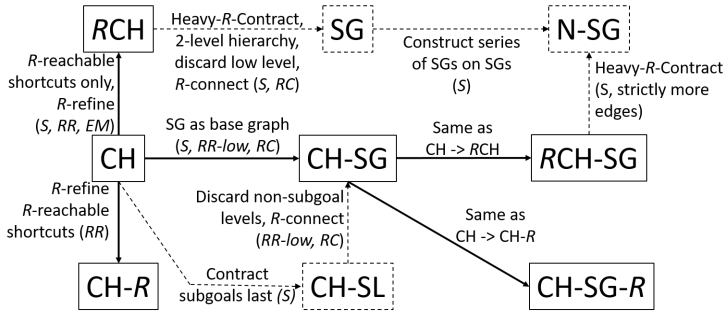 RCH
Heavy-R-Contract,
2-level hierarchy,
discard low level,
R-connect (S, RC)
SG
Construct series
of SGs on SGs
(S)
N-SG
R-reachable
shortcuts only,
R-refine
(S, RR, EM)
Heavy-R-Contract
(S, strictly more
edges)
CH
SG as base graph
(S, RR-low, RC)
CH-SG
Same as
CH -> RCH
RCH-SG
R-refine
R-reachable
shortcuts (RR)
Discard non-subgoal
levels, R-connect
(RR-low, RC)
Same as
CH -> CH-R
CH-R
Contract
subgoals last (S)
CH-SL
CH-SG-R